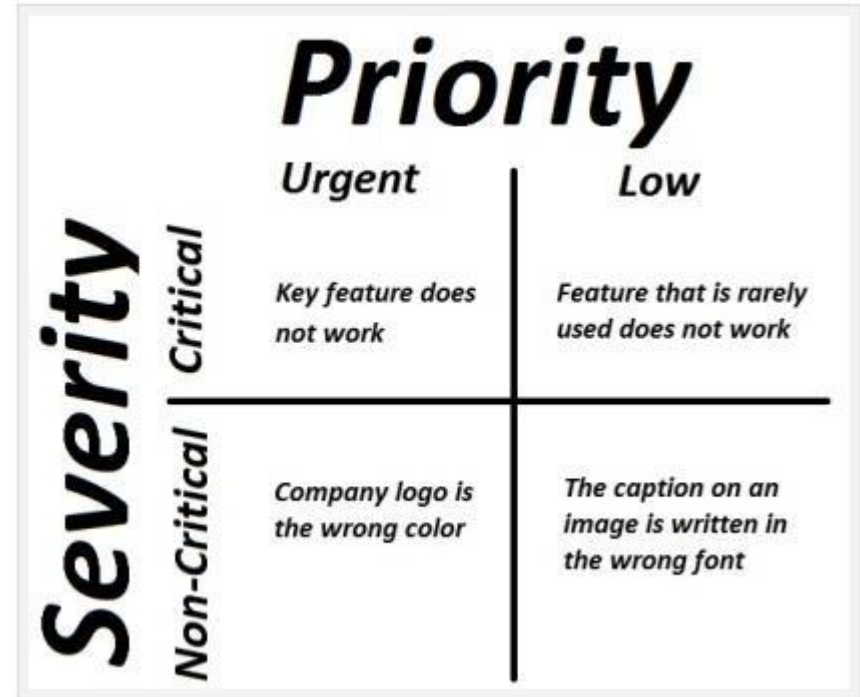 Priority
Urgent
Low
Severity
Critical
Key feature does
not work
Feature that is rarely
used does not work
Non-Critical
Company logo is
the wrong color
The caption on an
image is written in
the wrong font